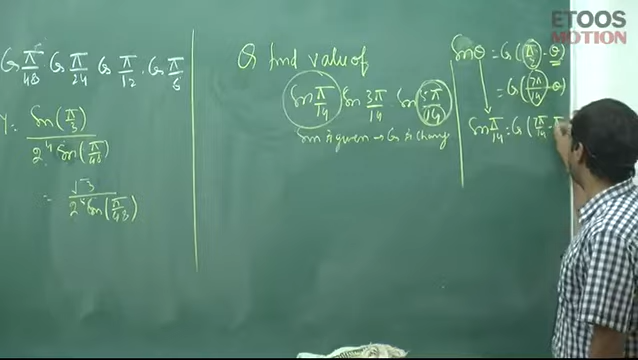 ETOOS
MOTION
Cos π/48 Cos π/24 Cos π/12 . Cos π/6
Y: Sin(π/3) / 2⁴ Sin(π/48)
= √3 / 2⁴ Sin(π/48)
Q find value of
Sin π/14 Sin 3π/14 Sin 5π/14
Sin is given → Cos is change
Sin θ = Cos(π/2 - θ)
= Cos(7π/14 - θ)
Sin π/14 = Cos(7π/14 - π